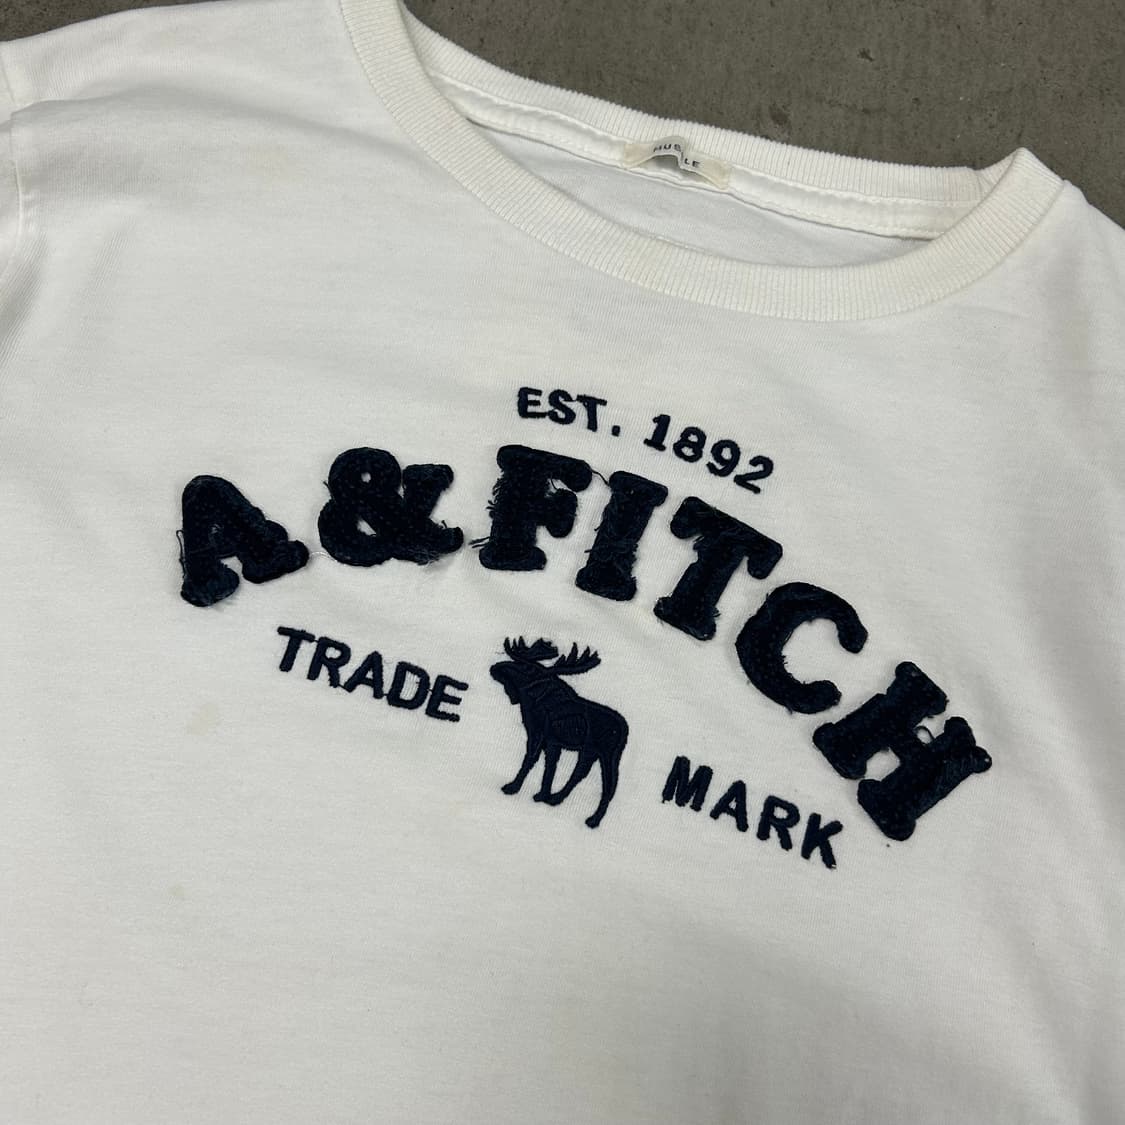 EST. 1892
A&FITCH
TRADE MARK